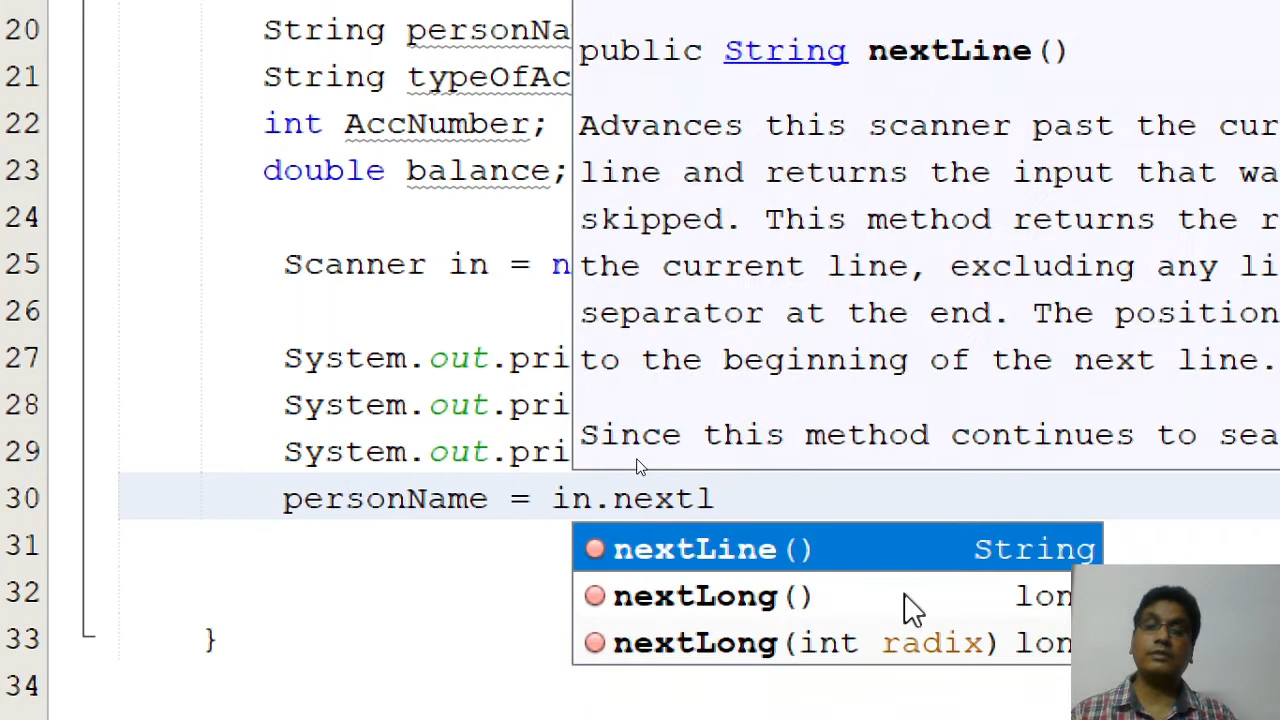 20 String personNa
21 String typeOfAc
22 int AccNumber;
23 double balance;
24
25 Scanner in = n
26
27 System.out.pri
28 System.out.pri
29 System.out.pri
30 personName = in.nextl
31
32
33 }
34
public String nextLine()
Advances this scanner past the cur
line and returns the input that wa
skipped. This method returns the r
the current line, excluding any li
separator at the end. The position
to the beginning of the next line.
Since this method continues to sea
nextLine() String
nextLong() lon
nextLong(int radix) lon